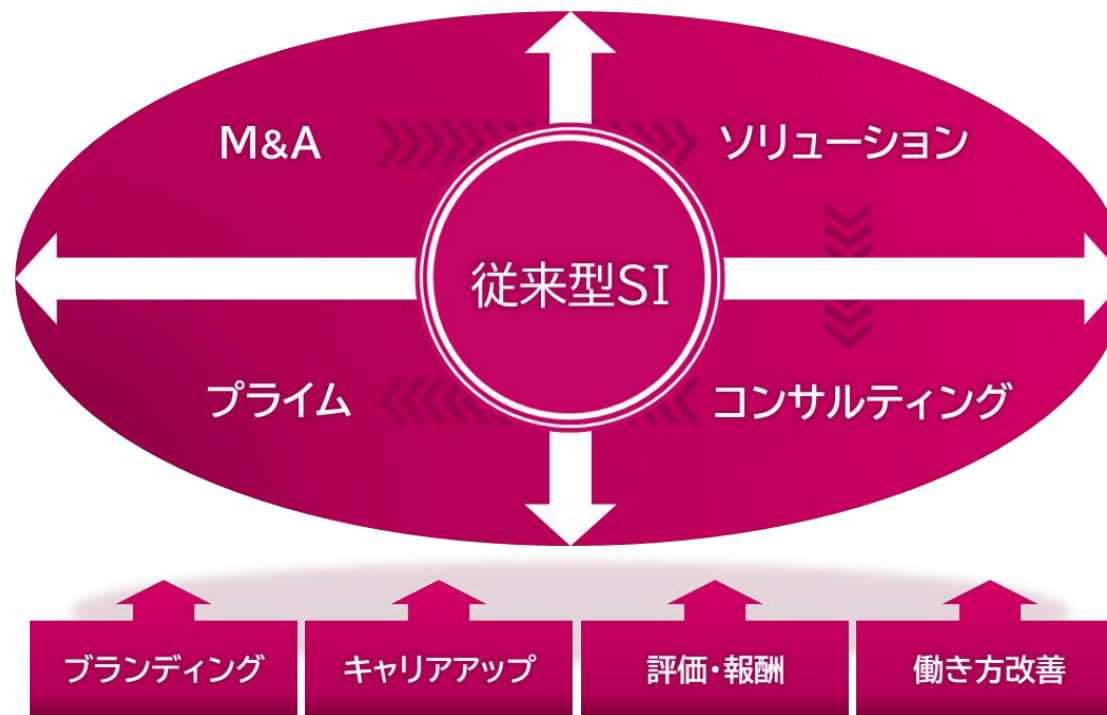 M&A
ソリューション
従来型SI
プライム
コンサルティング
ブランディング
キャリアアップ
評価・報酬
働き方改善